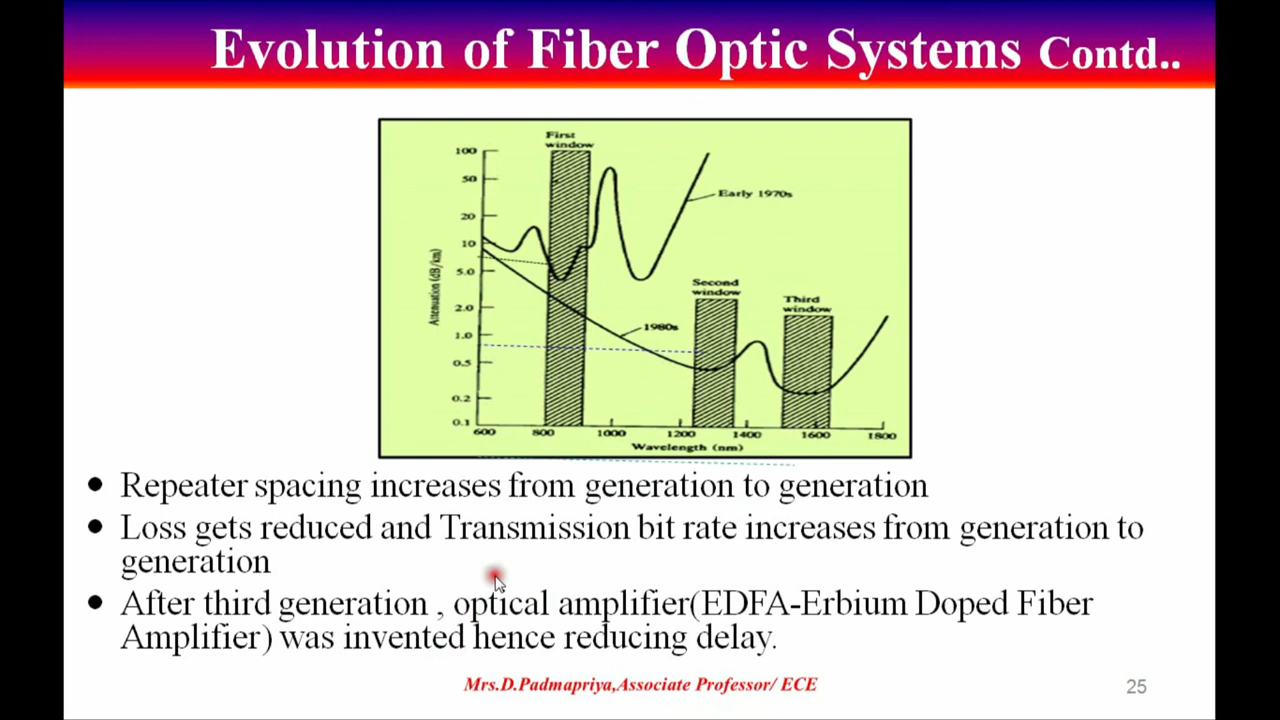 Evolution of Fiber Optic Systems Contd..
First
window
100
50
20
10
5.0
2.0
1.0
0.5
0.2
0.1
Attenuation (dB/km)
Early 1970s
Second
window
Third
window
1980s
600 800 1000 1200 1400 1600 1800
Wavelength (nm)
• Repeater spacing increases from generation to generation
• Loss gets reduced and Transmission bit rate increases from generation to
generation
• After third generation , optical amplifier(EDFA-Erbium Doped Fiber
Amplifier) was invented hence reducing delay.
Mrs.D.Padmapriya,Associate Professor/ ECE
25